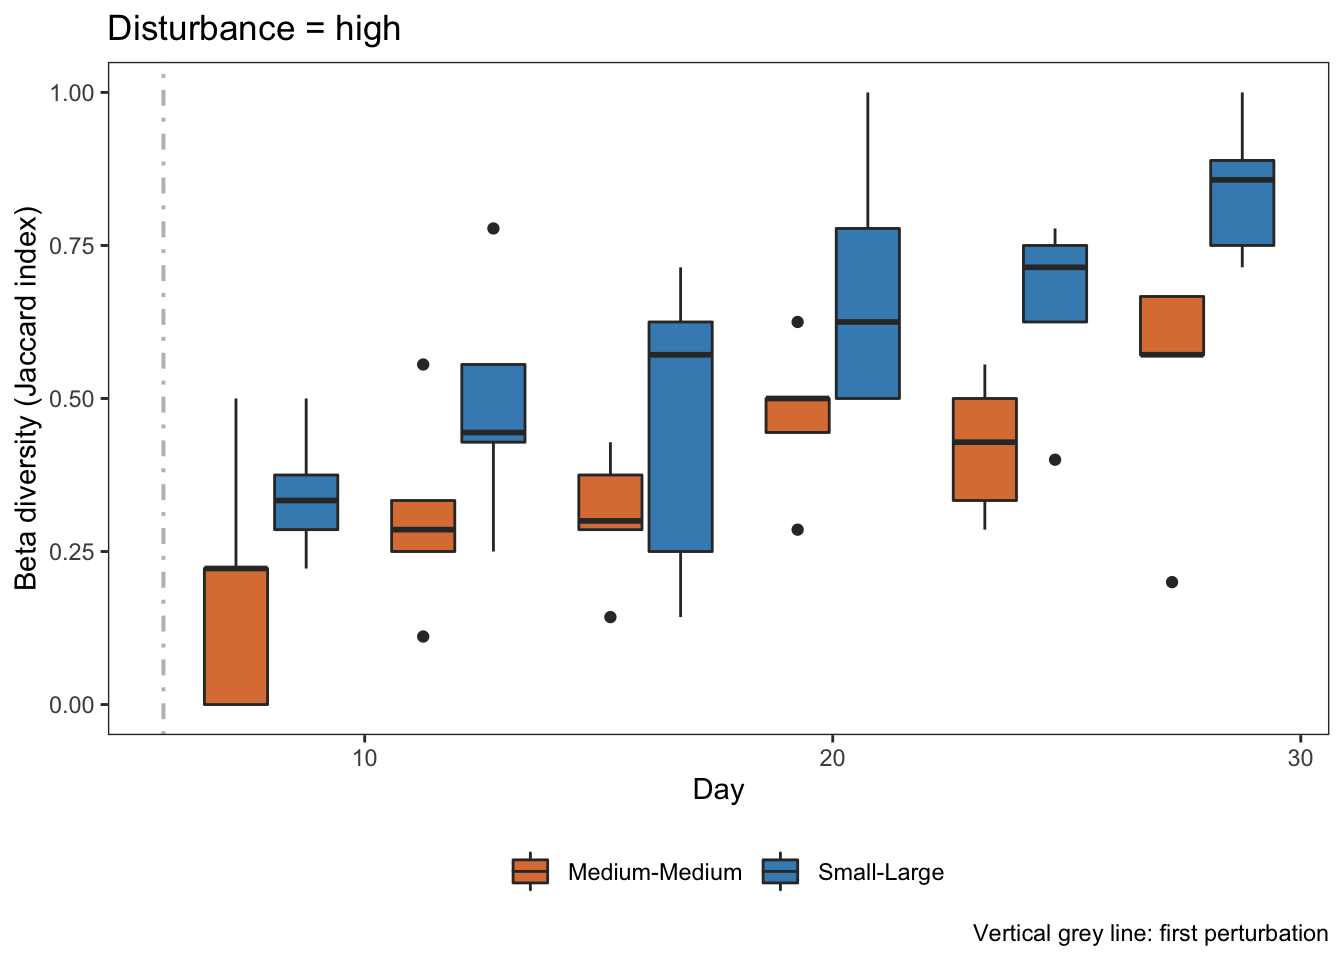 Disturbance = high
Beta diversity (Jaccard index)
1.00
0.75
0.50
0.25
0.00
10 20 30
Day
Medium-Medium Small-Large
Vertical grey line: first perturbation